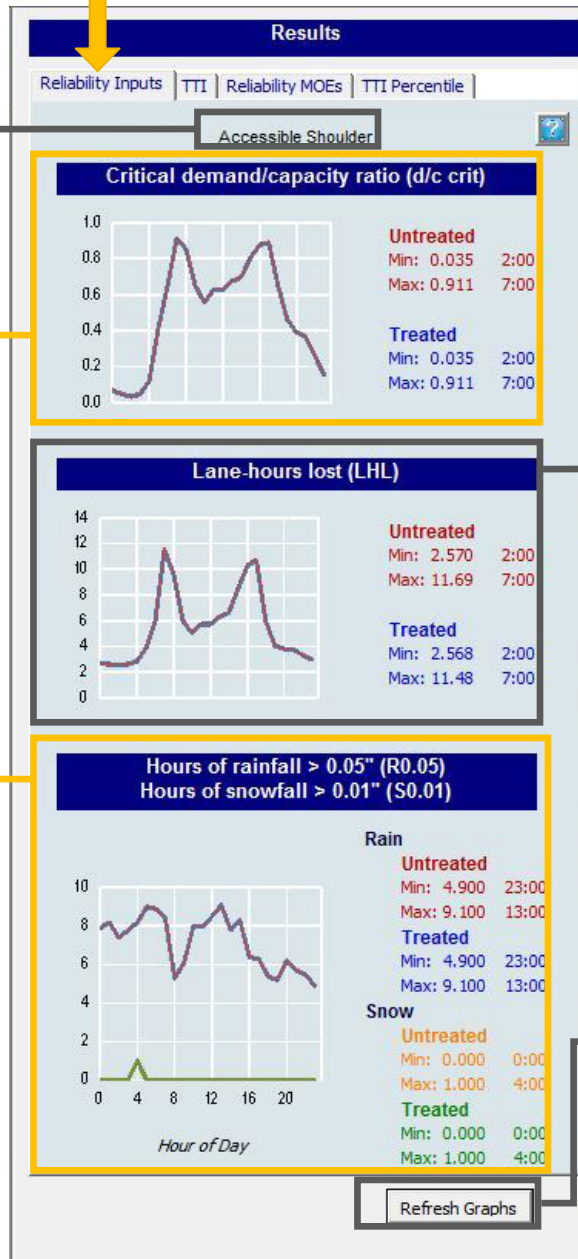 Results
Reliability Inputs TTI Reliability MOEs TTI Percentile
Accessible Shoulder ?
Critical demand/capacity ratio (d/c crit)
1.0
0.8
0.6
0.4
0.2
0.0
Untreated
Min: 0.035 2:00
Max: 0.911 7:00
Treated
Min: 0.035 2:00
Max: 0.911 7:00
Lane-hours lost (LHL)
14
12
10
8
6
4
2
0
Untreated
Min: 2.570 2:00
Max: 11.69 7:00
Treated
Min: 2.568 2:00
Max: 11.48 7:00
Hours of rainfall > 0.05" (R0.05)
Hours of snowfall > 0.01" (S0.01)
10
8
6
4
2
0
0 4 8 12 16 20
Hour of Day
Rain
Untreated
Min: 4.900 23:00
Max: 9.100 13:00
Treated
Min: 4.900 23:00
Max: 9.100 13:00
Snow
Untreated
Min: 0.000 0:00
Max: 1.000 4:00
Treated
Min: 0.000 0:00
Max: 1.000 4:00
Refresh Graphs